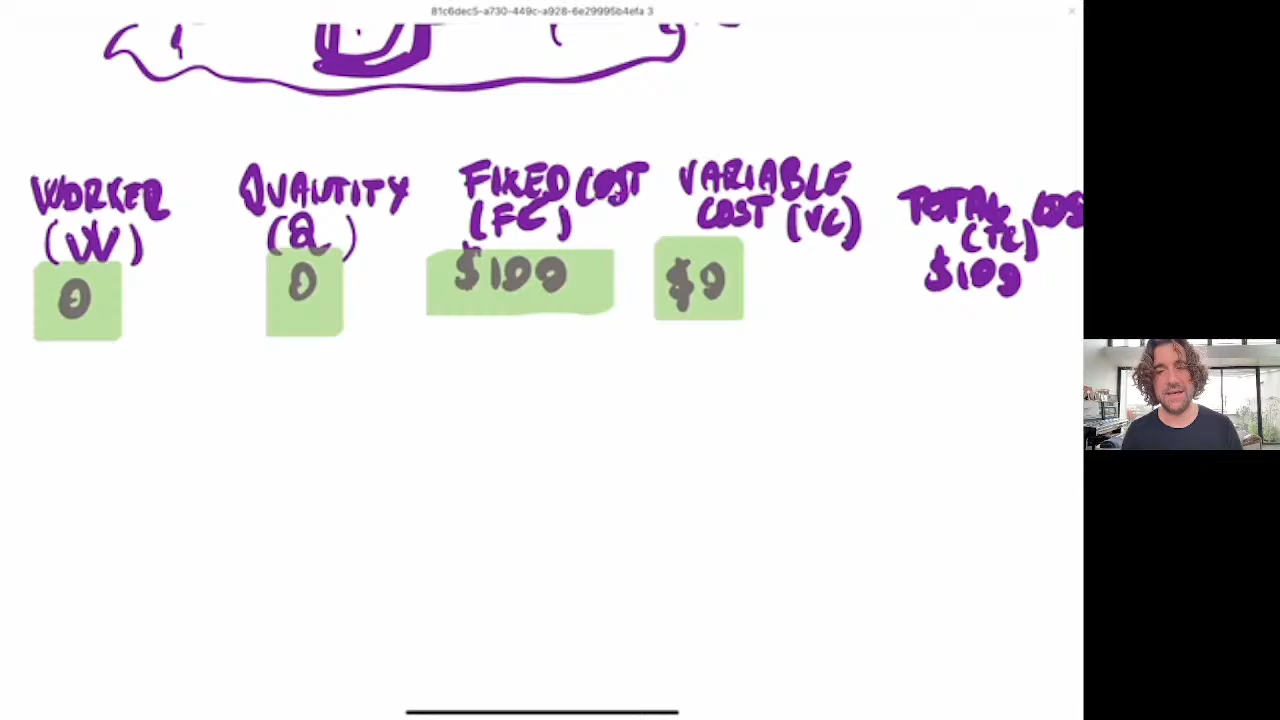 81c6dec5-a730-449c-a928-6e29995b4efa 3
WORKER
(W)
QUANTITY
(Q)
FIXED COST
(FC)
VARIABLE
COST (VC)
TOTAL COS
(TC)
0
0
$100
$0
$100